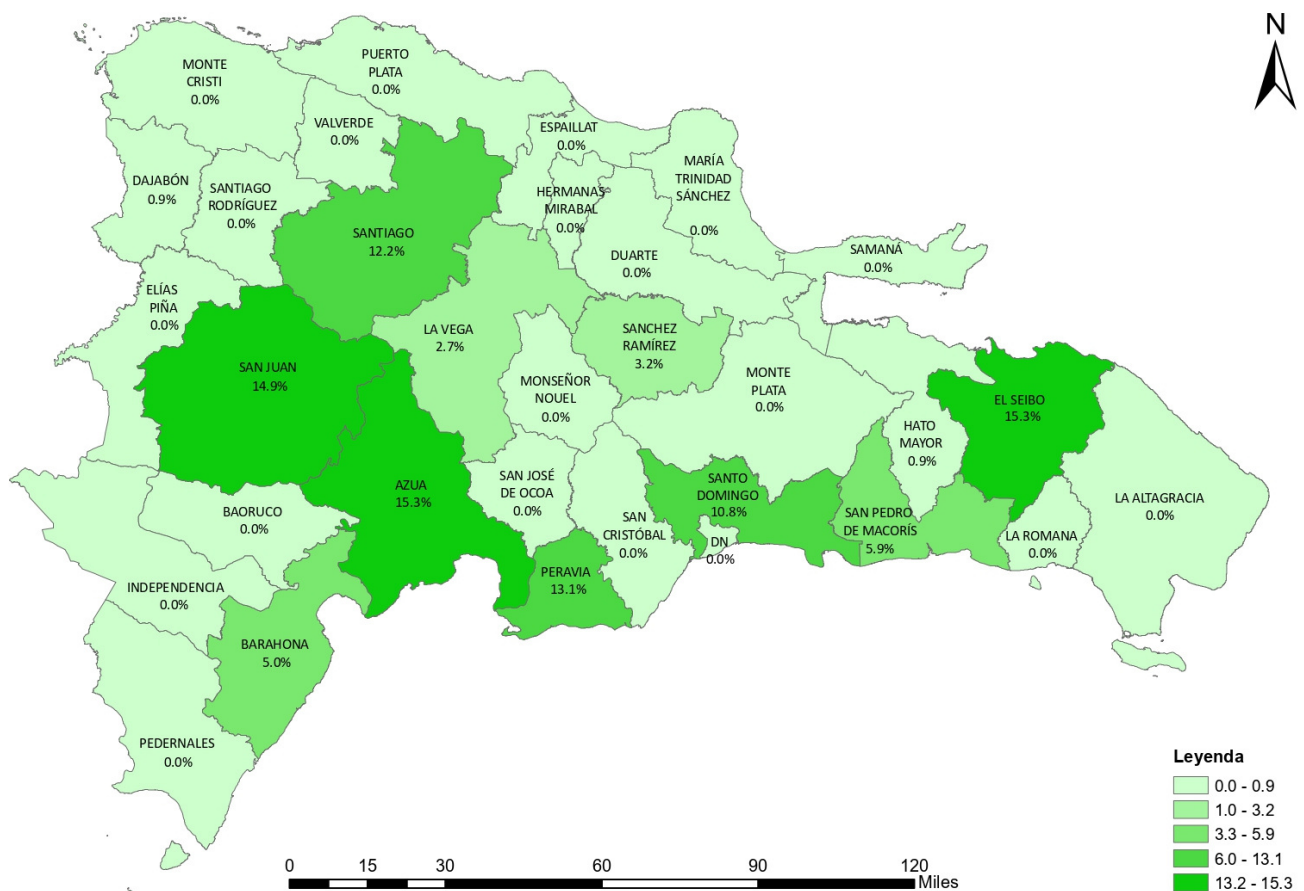 N
MONTE
CRISTI
0.0%
PUERTO
PLATA
0.0%
VALVERDE
0.0%
ESPAILLAT
0.0%
MARÍA
TRINIDAD
SÁNCHEZ
0.0%
DAJABÓN
0.9%
SANTIAGO
RODRÍGUEZ
0.0%
HERMANAS
MIRABAL
0.0%
SANTIAGO
12.2%
DUARTE
0.0%
SAMANÁ
0.0%
ELÍAS
PIÑA
0.0%
LA VEGA
2.7%
SANCHEZ
RAMÍREZ
3.2%
SAN JUAN
14.9%
MONSEÑOR
NOUEL
0.0%
MONTE
PLATA
0.0%
EL SEIBO
15.3%
HATO
MAYOR
0.9%
AZUA
15.3%
SAN JOSÉ
DE OCOA
0.0%
SANTO
DOMINGO
10.8%
LA ALTAGRACIA
0.0%
BAORUCO
0.0%
SAN
CRISTÓBAL
0.0%
DN
0.0%
SAN PEDRO
DE MACORÍS
5.9%
LA ROMANA
0.0%
INDEPENDENCIA
0.0%
PERAVIA
13.1%
BARAHONA
5.0%
PEDERNALES
0.0%
Leyenda
0.0 - 0.9
1.0 - 3.2
3.3 - 5.9
6.0 - 13.1
13.2 - 15.3
0 15 30 60 90 120
Miles